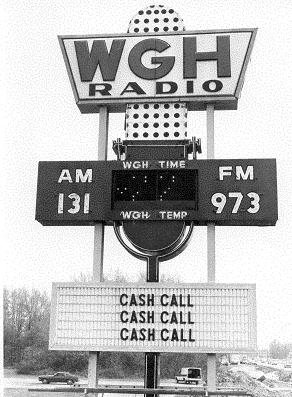 WGH
RADIO
WGH TIME
AM
FM
131
973
WGH TEMP
CASH CALL
CASH CALL
CASH CALL